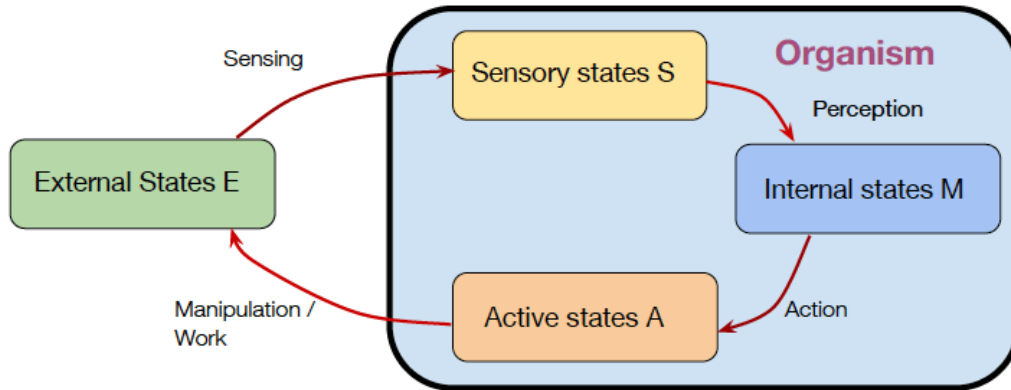 Organism
Sensing
Sensory states S
Perception
External States E
Internal states M
Manipulation /
Work
Active states A
Action